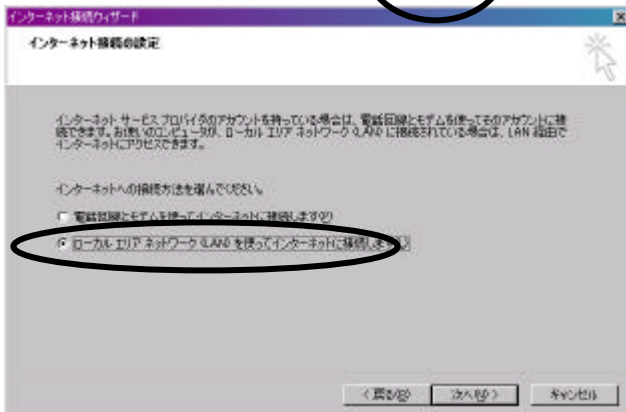 インターネット接続ウィザード
インターネット接続の設定
インターネット サービス プロバイダのアカウントを持っている場合は、電話回線とモデムを使ってそのアカウントに接
続できます。お使いのコンピュータが、ローカル エリア ネットワーク (LAN) に接続されている場合は、LAN 経由で
インターネットにアクセスできます。
インターネットへの接続方法を選んでください。
電話回線とモデムを使ってインターネットに接続します(P)
ローカル エリア ネットワーク (LAN) を使ってインターネットに接続します
< 戻る(B) 次へ(N) > キャンセル